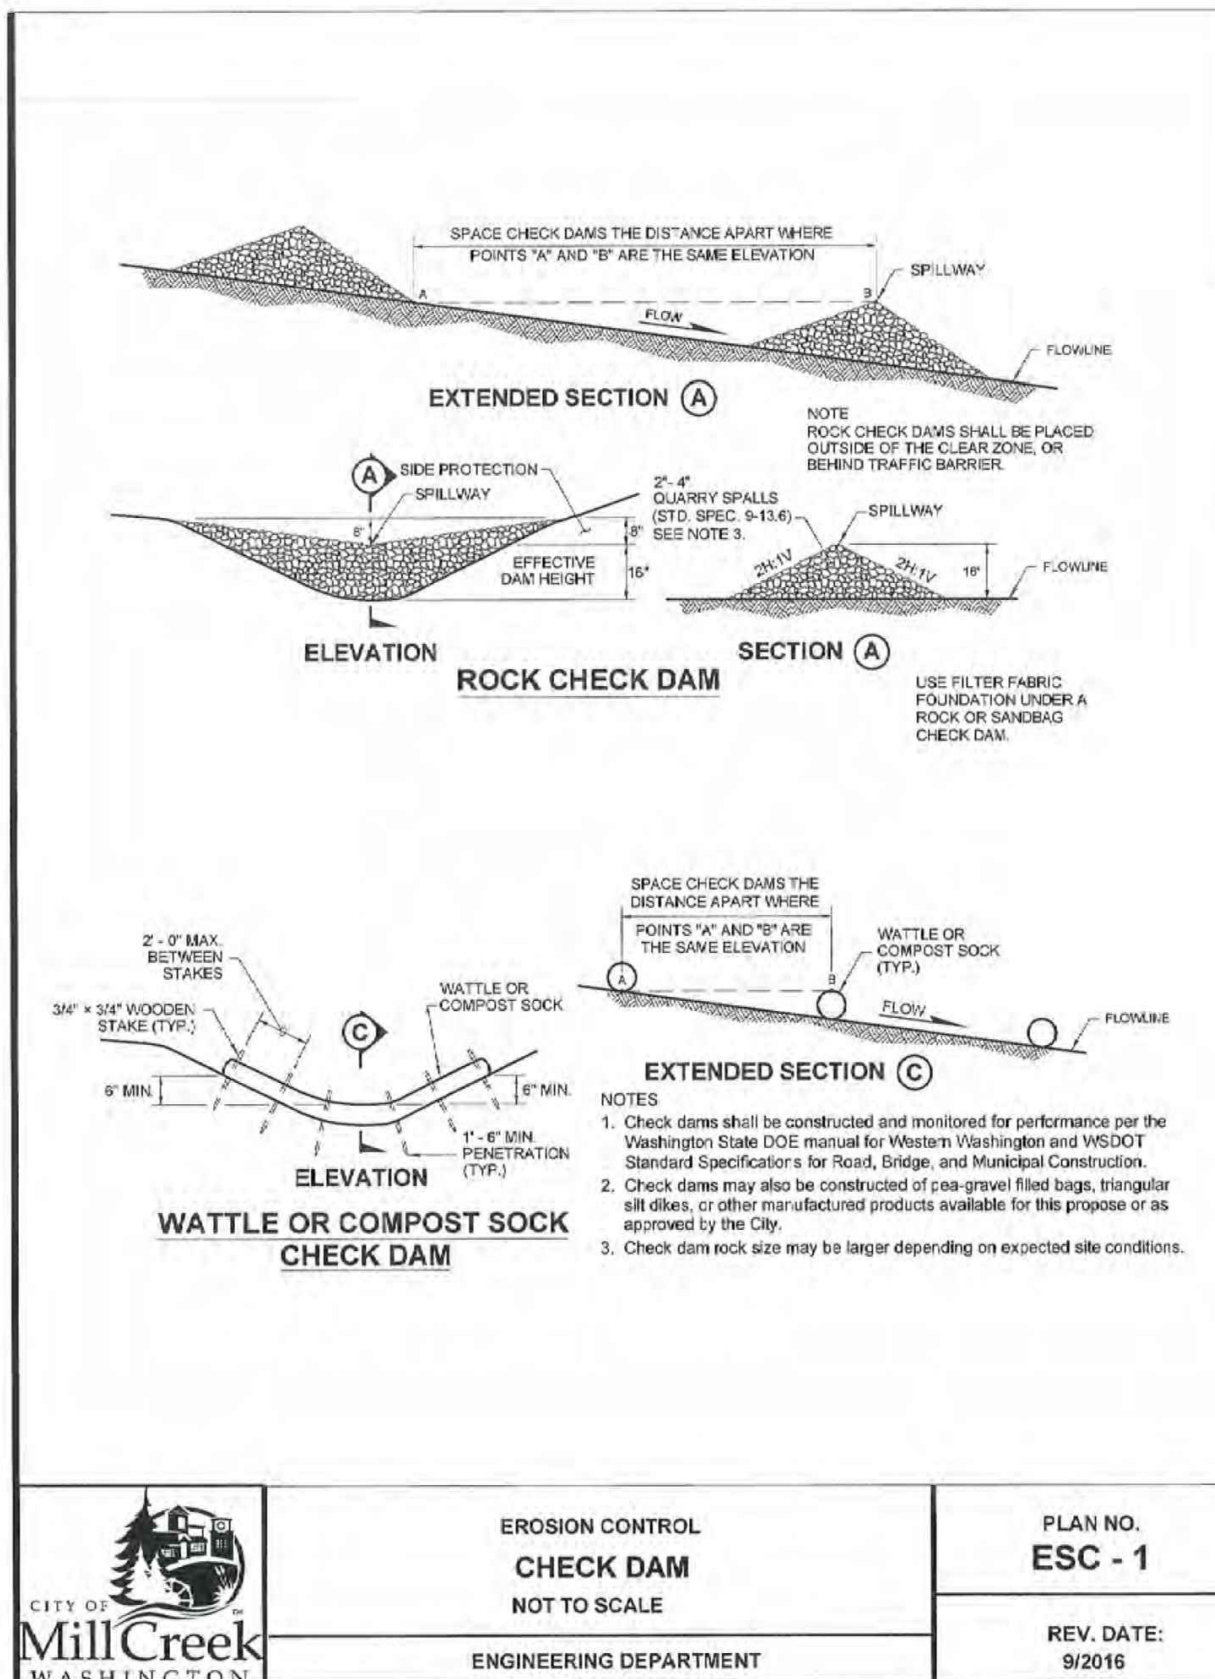 SPACE CHECK DAMS THE DISTANCE APART WHERE
POINTS "A" AND "B" ARE THE SAME ELEVATION
SPILLWAY
A
B
FLOW
FLOWLINE
EXTENDED SECTION A
NOTE
ROCK CHECK DAMS SHALL BE PLACED
OUTSIDE OF THE CLEAR ZONE, OR
BEHIND TRAFFIC BARRIER.
A
SIDE PROTECTION
SPILLWAY
8"
8"
EFFECTIVE
DAM HEIGHT
16"
2"- 4"
QUARRY SPALLS
(STD. SPEC. 9-13.6)
SEE NOTE 3.
SPILLWAY
2H:1V
2H:1V
16"
FLOWLINE
ELEVATION
SECTION A
ROCK CHECK DAM
USE FILTER FABRIC
FOUNDATION UNDER A
ROCK OR SANDBAG
CHECK DAM.
2' - 0" MAX.
BETWEEN
STAKES
3/4" × 3/4" WOODEN
STAKE (TYP.)
C
WATTLE OR
COMPOST SOCK
6" MIN.
6" MIN.
1' - 6" MIN.
PENETRATION
(TYP.)
ELEVATION
WATTLE OR COMPOST SOCK
CHECK DAM
SPACE CHECK DAMS THE
DISTANCE APART WHERE
POINTS "A" AND "B" ARE
THE SAME ELEVATION
WATTLE OR
COMPOST SOCK
(TYP.)
A
B
FLOW
FLOWLINE
EXTENDED SECTION C
NOTES
1. Check dams shall be constructed and monitored for performance per the
Washington State DOE manual for Western Washington and WSDOT
Standard Specifications for Road, Bridge, and Municipal Construction.
2. Check dams may also be constructed of pea-gravel filled bags, triangular
silt dikes, or other manufactured products available for this propose or as
approved by the City.
3. Check dam rock size may be larger depending on expected site conditions.
CITY OF
Mill Creek
WASHINGTON
EROSION CONTROL
CHECK DAM
NOT TO SCALE
ENGINEERING DEPARTMENT
PLAN NO.
ESC - 1
REV. DATE:
9/2016